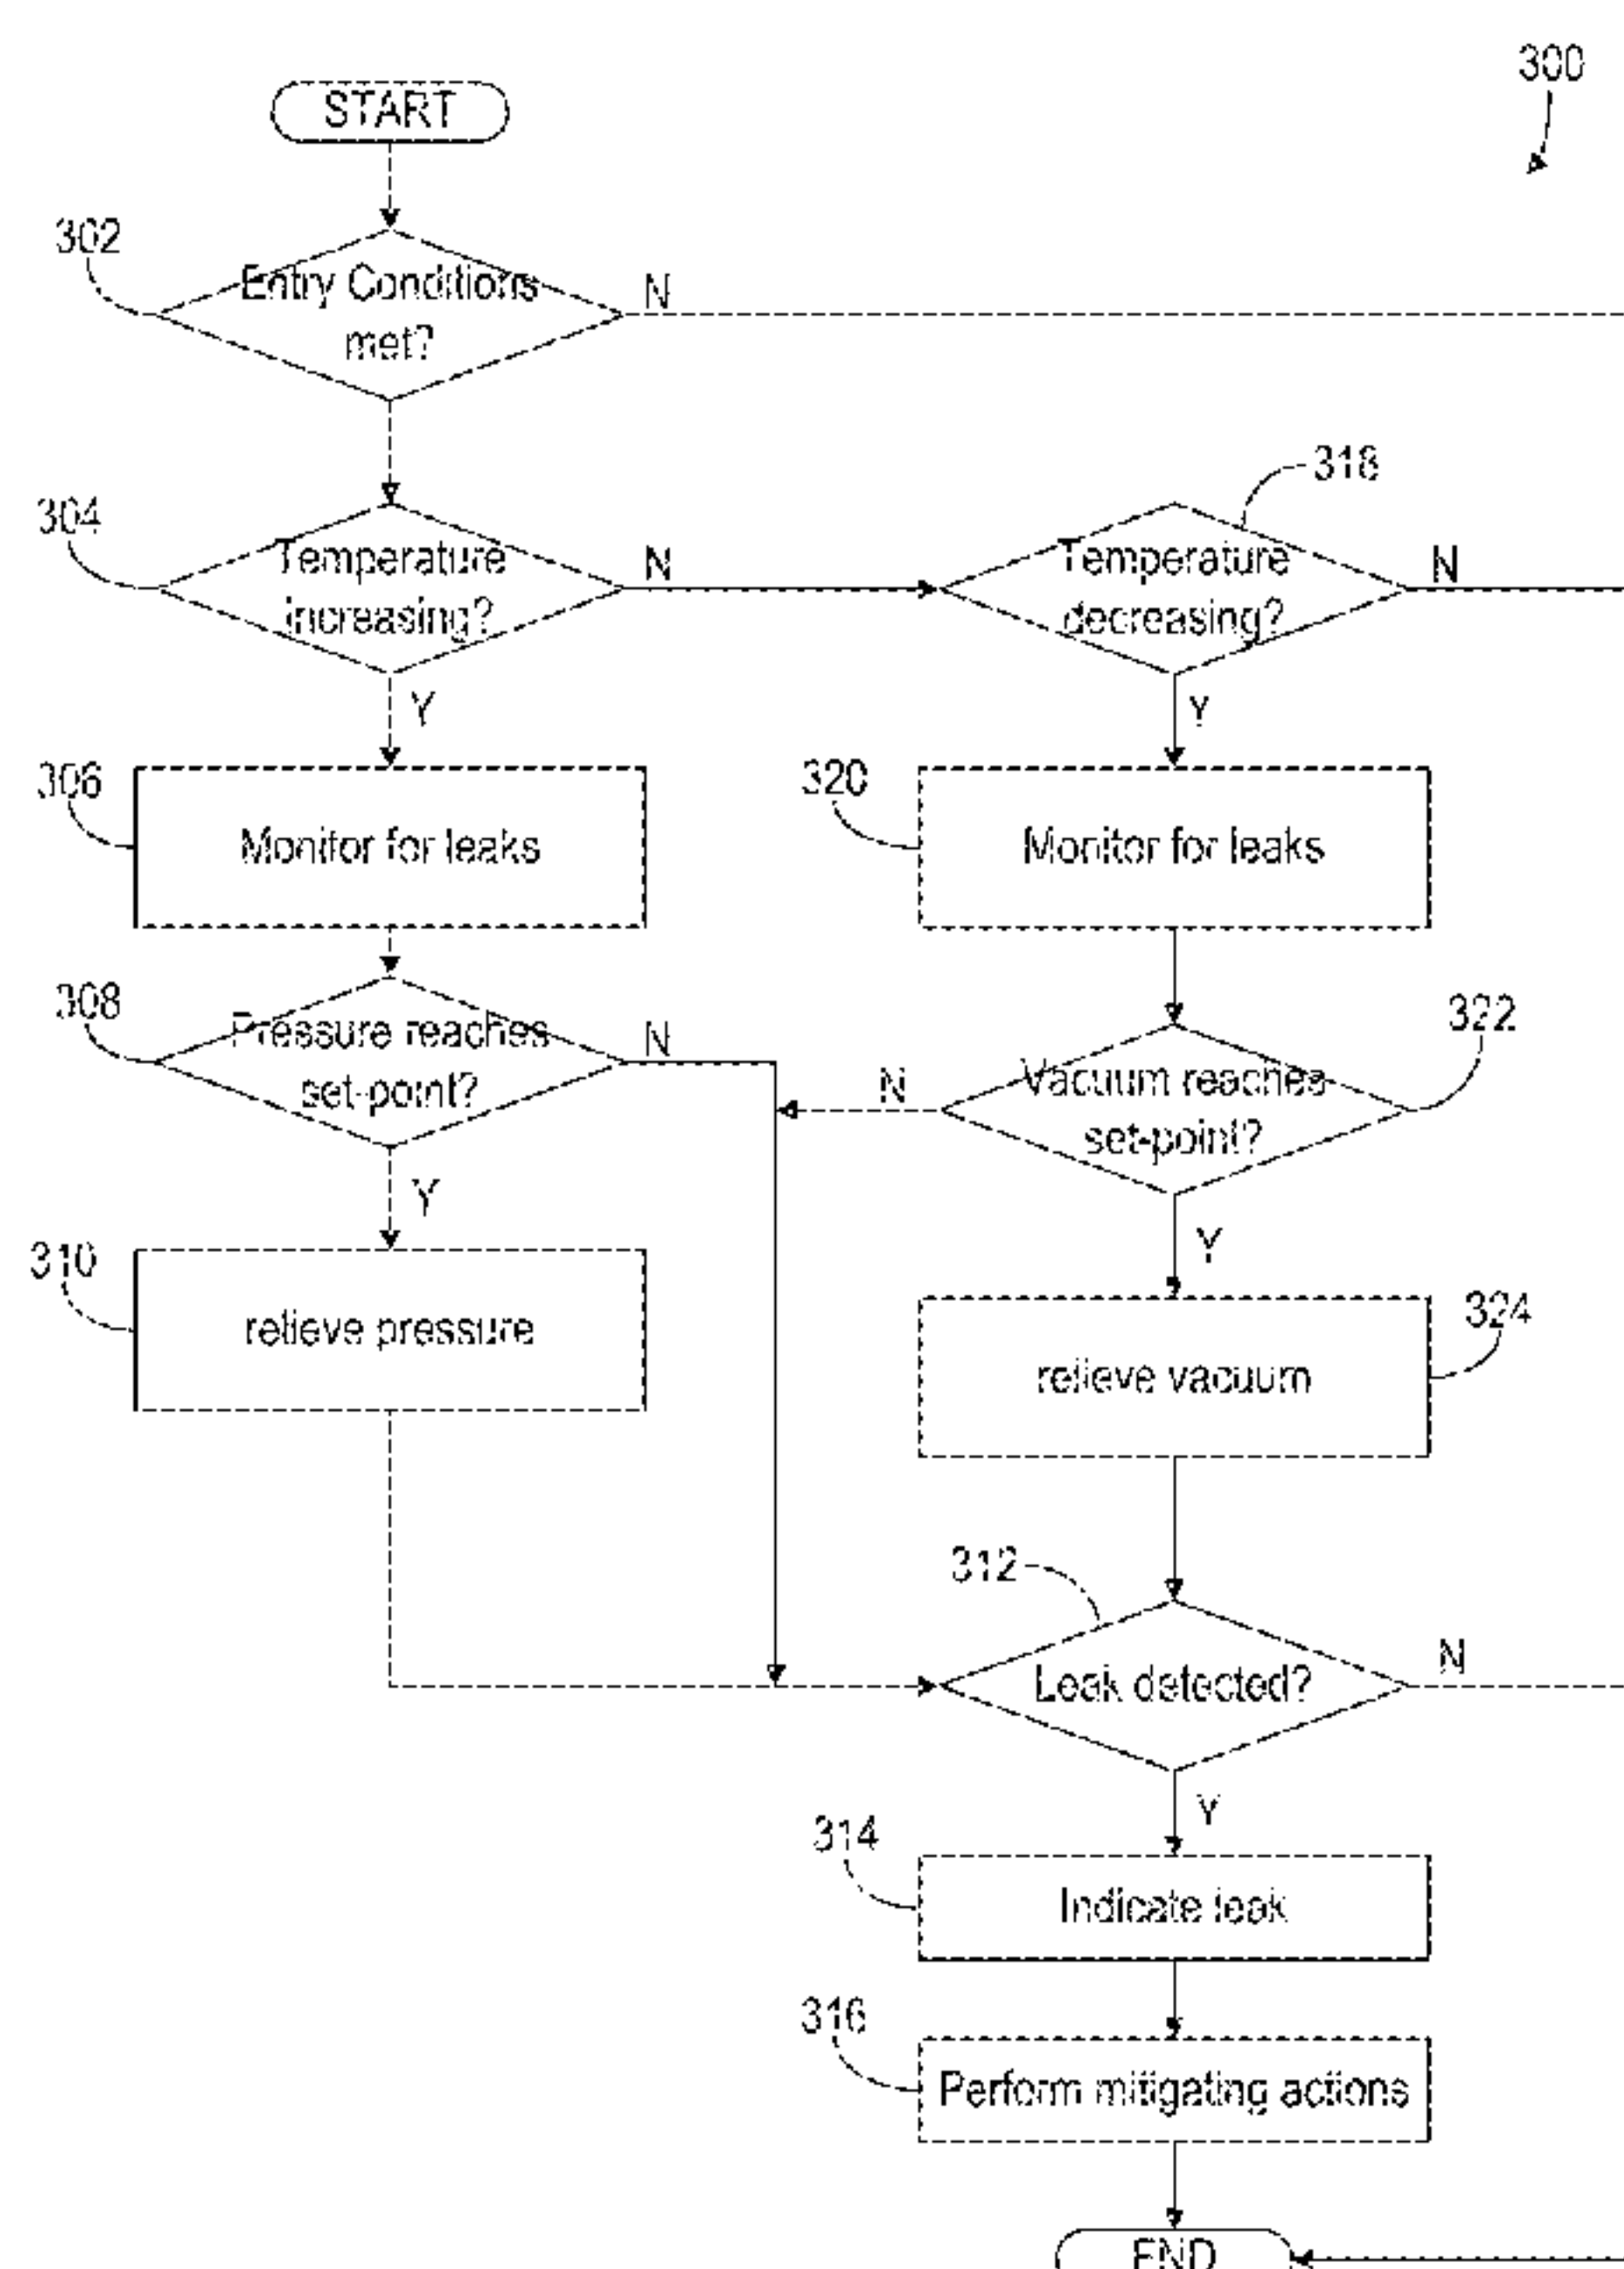 300
START
302
Entry Conditions
met?
N
304
Temperature
increasing?
N
318
Temperature
decreasing?
N
Y
Y
306
Monitor for leaks
320
Monitor for leaks
308
Pressure reaches
set-point?
N
322
Vacuum reaches
set-point?
N
Y
Y
310
relieve pressure
324
relieve vacuum
312
Leak detected?
N
Y
314
Indicate leak
316
Perform mitigating actions
END